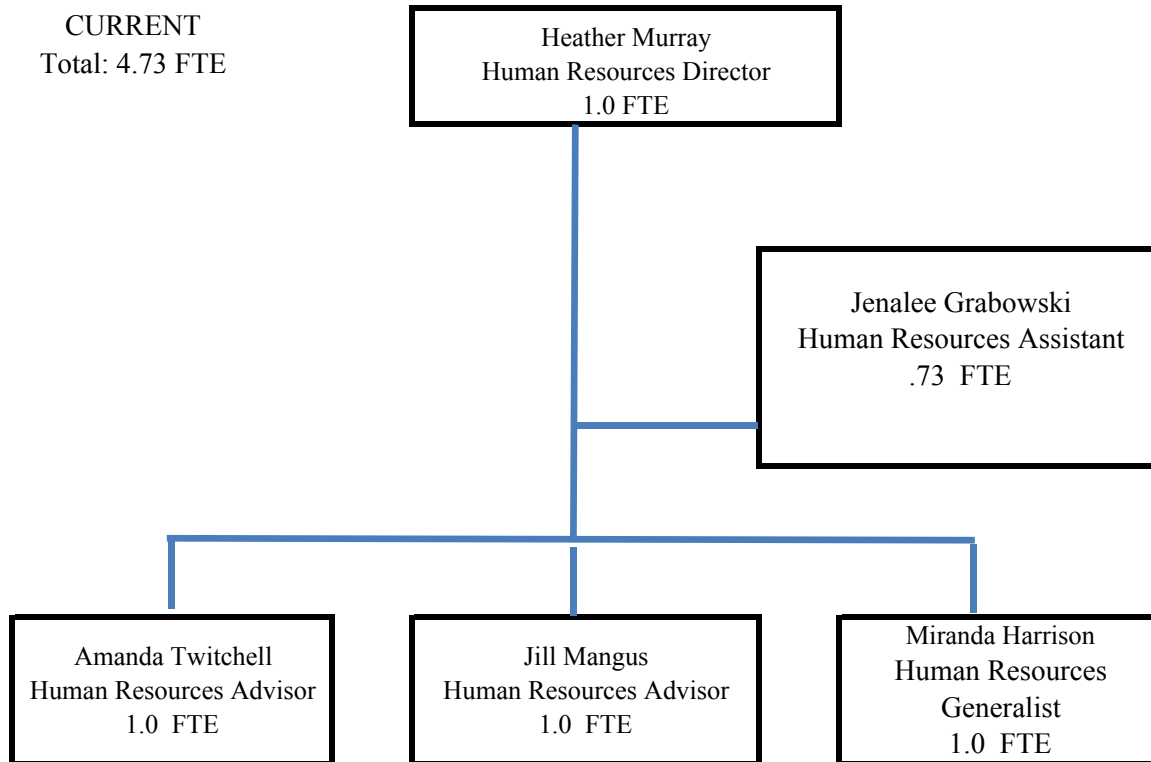 CURRENT
Total: 4.73 FTE
Heather Murray
Human Resources Director
1.0 FTE
Jenalee Grabowski
Human Resources Assistant
.73 FTE
Amanda Twitchell
Human Resources Advisor
1.0 FTE
Jill Mangus
Human Resources Advisor
1.0 FTE
Miranda Harrison
Human Resources
Generalist
1.0 FTE